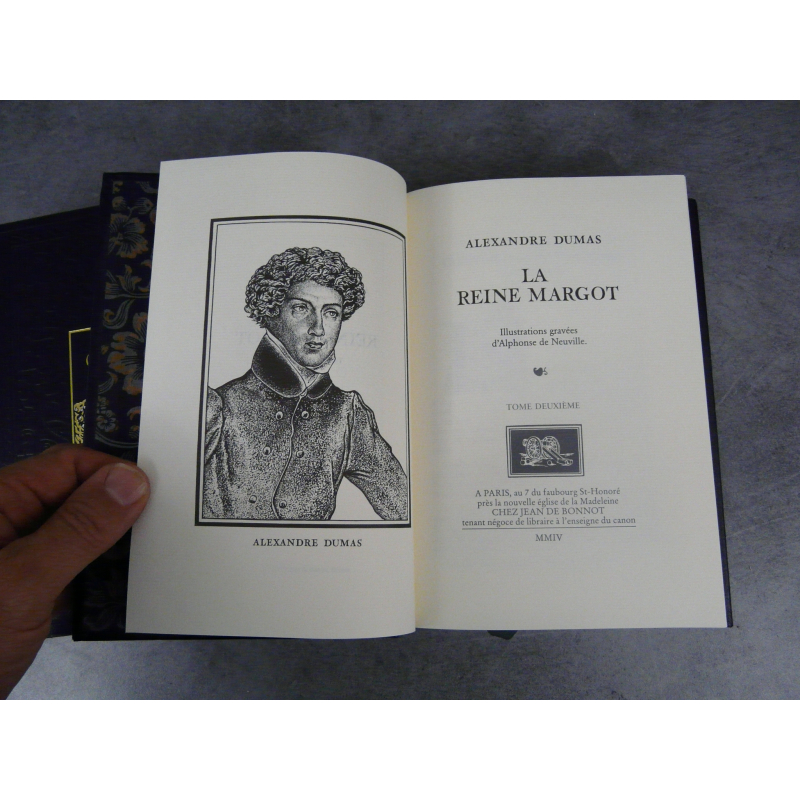 ALEXANDRE DUMAS
ALEXANDRE DUMAS
LA
REINE MARGOT
Illustrations gravées
d'Alphonse de Neuville.
TOME DEUXIÈME
A PARIS, au 7 du faubourg St-Honoré
près la nouvelle église de la Madeleine
CHEZ JEAN DE BONNOT
tenant négoce de libraire à l'enseigne du canon
MMIV